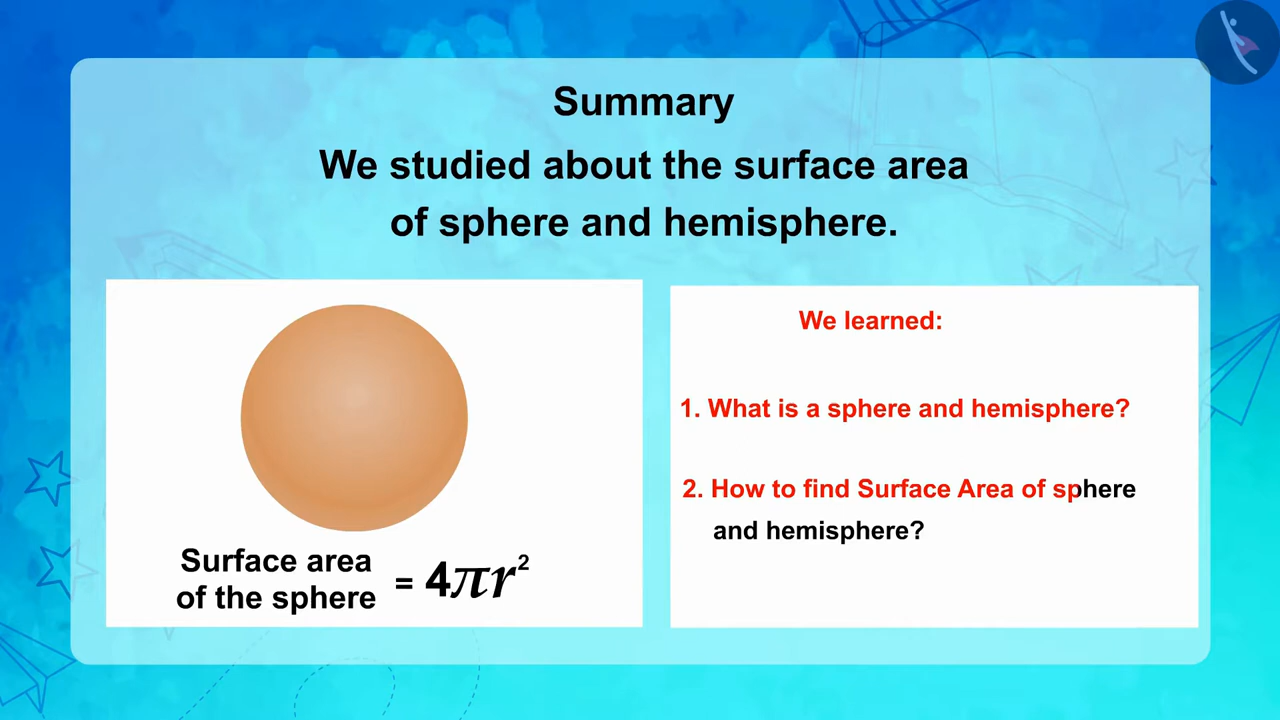 Summary
We studied about the surface area
of sphere and hemisphere.
Surface area
of the sphere = 4πr²
We learned:
1. What is a sphere and hemisphere?
2. How to find Surface Area of sphere
and hemisphere?